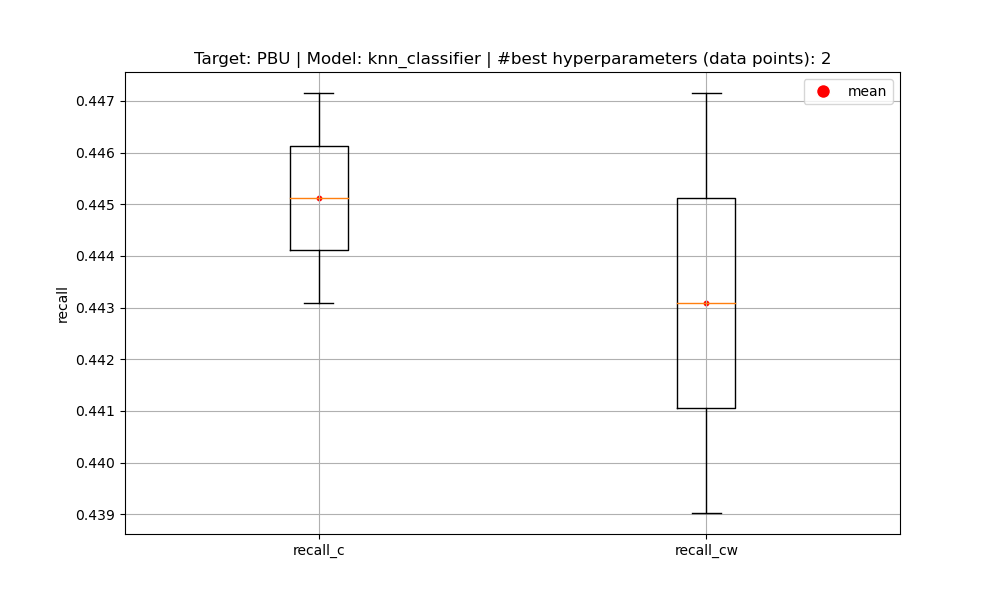 Target: PBU | Model: knn_classifier | #best hyperparameters (data points): 2
mean
0.447
0.446
0.445
0.444
0.443
0.442
0.441
0.440
0.439
recall
recall_c
recall_cw